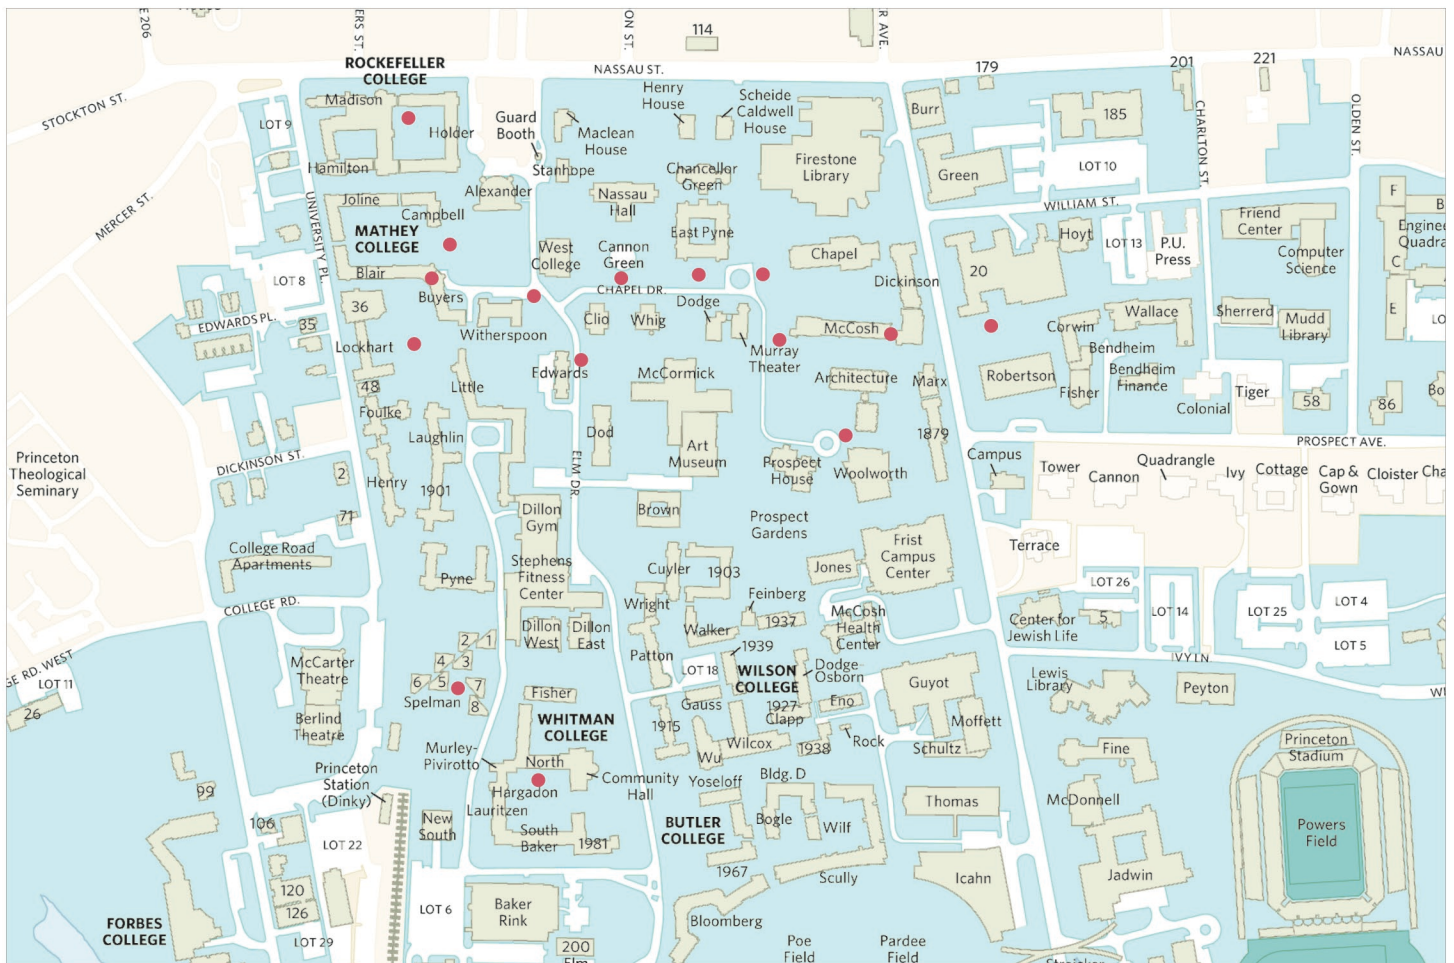 E 206
ERS ST.
ON ST.
114
R AVE.
NASSAU
ROCKEFELLER
COLLEGE
NASSAU ST.
179
201
221
STOCKTON ST.
LOT 9
Madison
Holder
Hamilton
Guard
Booth
Maclean
House
Stanhope
Henry
House
Scheide
Caldwell
House
Chancellor
Green
Firestone
Library
Burr
185
LOT 10
Green
CHARLTON ST.
OLDEN ST.
MERCER ST.
UNIVERSITY PL.
Joline
Campbell
Alexander
Nassau
Hall
WILLIAM ST.
F
B
MATHEY
COLLEGE
East Pyne
Hoyt
LOT 13
P.U.
Press
Friend
Center
Computer
Science
Enginee
Quadra
C
West
College
Cannon
Green
Chapel
Dickinson
20
Blair
LOT 8
Buyers
CHAPEL DR.
Dodge
36
EDWARDS PL.
35
Witherspoon
Clio
Whig
McCosh
Corwin
Wallace
Sherrerd
Mudd
Library
E
LO
Lockhart
Murray
Theater
Bendheim
48
Little
Edwards
McCormick
Architecture
Marx
Robertson
Fisher
Bendheim
Finance
Colonial
Tiger
58
86
Bo
Foulke
Laughlin
Dod
Art
Museum
1879
PROSPECT AVE.
DICKINSON ST.
ELM DR.
Princeton
Theological
Seminary
2
Henry
1901
Prospect
House
Woolworth
Campus
Tower
Cannon
Quadrangle
Ivy
Cottage
Cap &
Gown
Cloister
Cha
71
Dillon
Gym
Brown
Prospect
Gardens
Frist
Campus
Center
Terrace
College Road
Apartments
Pyne
Stephens
Fitness
Center
Cuyler
1903
Jones
LOT 26
COLLEGE RD.
Wright
Feinberg
1937
McCosh
Health
Center
Center for
Jewish Life
5
LOT 14
LOT 25
LOT 4
LOT 5
Dillon
West
Dillon
East
Walker
1939
GE RD. WEST
LOT 11
26
McCarter
Theatre
2
1
4
3
6
5
7
8
Spelman
Patton
LOT 18
WILSON
COLLEGE
Dodge-
Osborn
Guyot
IVY LN.
Lewis
Library
Peyton
WE
Fisher
Gauss
1927-
Clapp
Eno
Berlind
Theatre
WHITMAN
COLLEGE
1915
Wilcox
1938
Rock
Moffett
Schultz
Fine
Princeton
Stadium
Murley-
Pivirotto
North
Hargadon
Community
Hall
Wu
Yoseloff
Bldg. D
Princeton
Station
(Dinky)
99
Lauritzen
Thomas
McDonnell
106
New
South
South
Baker
1981
BUTLER
COLLEGE
Bogle
Wilf
Powers
Field
LOT 22
1967
Scully
Icahn
Jadwin
120
126
LOT 6
Baker
Rink
Bloomberg
FORBES
COLLEGE
LOT 29
200
Elm
Poe
Field
Pardee
Field